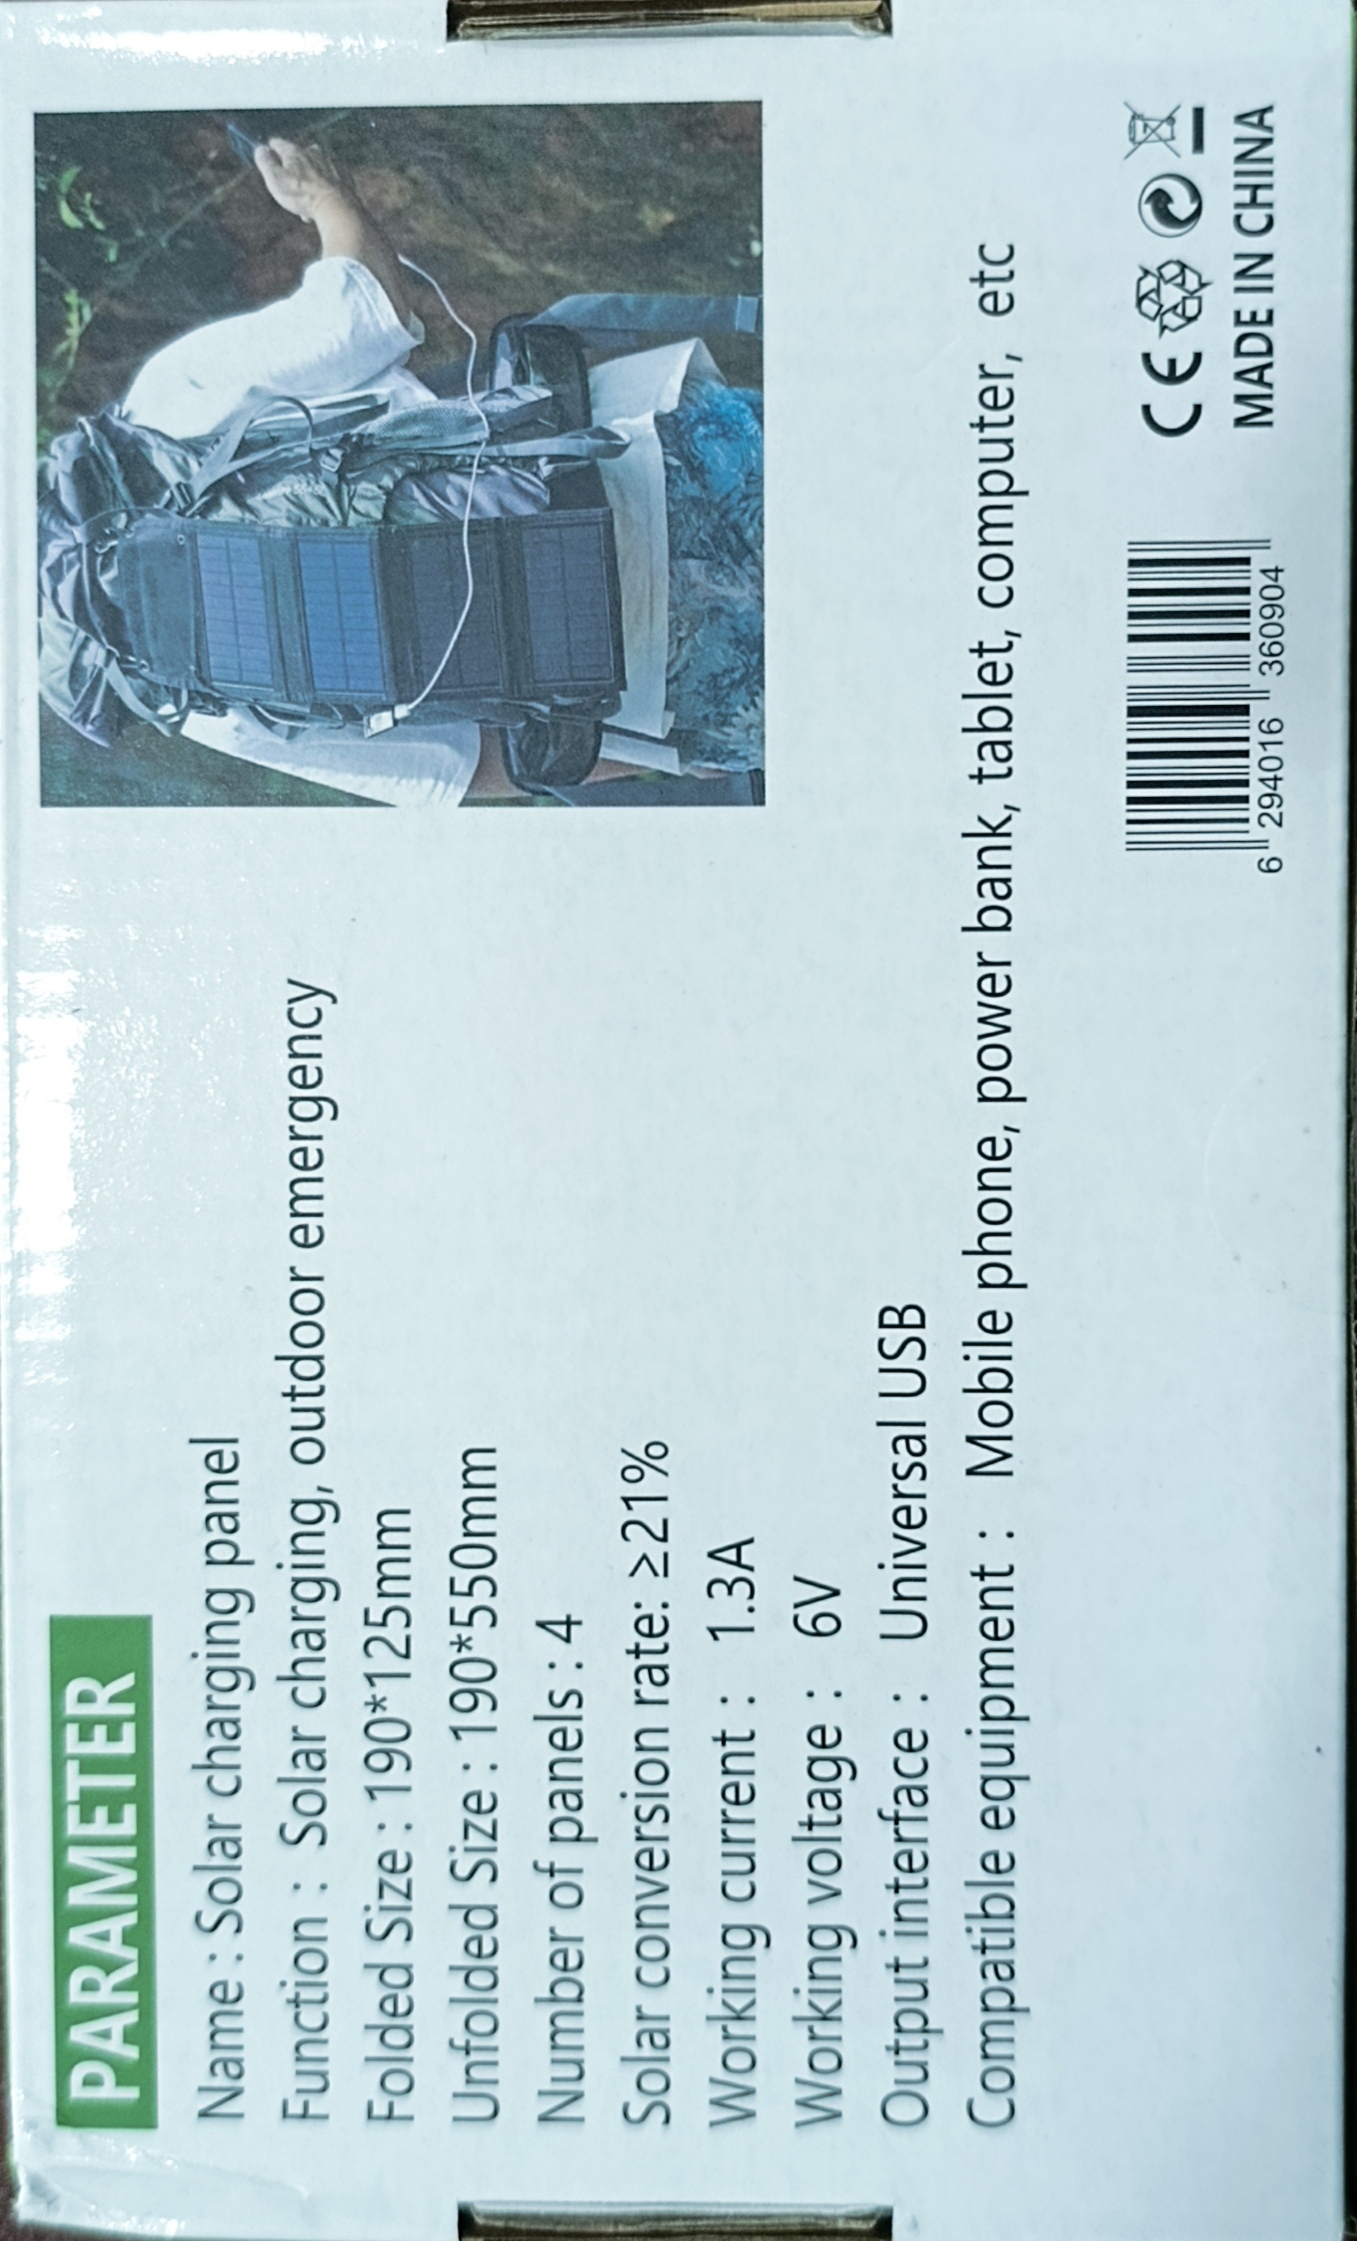 PARAMETER
Name : Solar charging panel
Function : Solar charging, outdoor emergency
Folded Size : 190*125mm
Unfolded Size : 190*550mm
Number of panels : 4
Solar conversion rate: ≥21%
Working current : 1.3A
Working voltage : 6V
Output interface : Universal USB
Compatible equipment : Mobile phone, power bank, tablet, computer, etc
6 294016 360904
CE
MADE IN CHINA